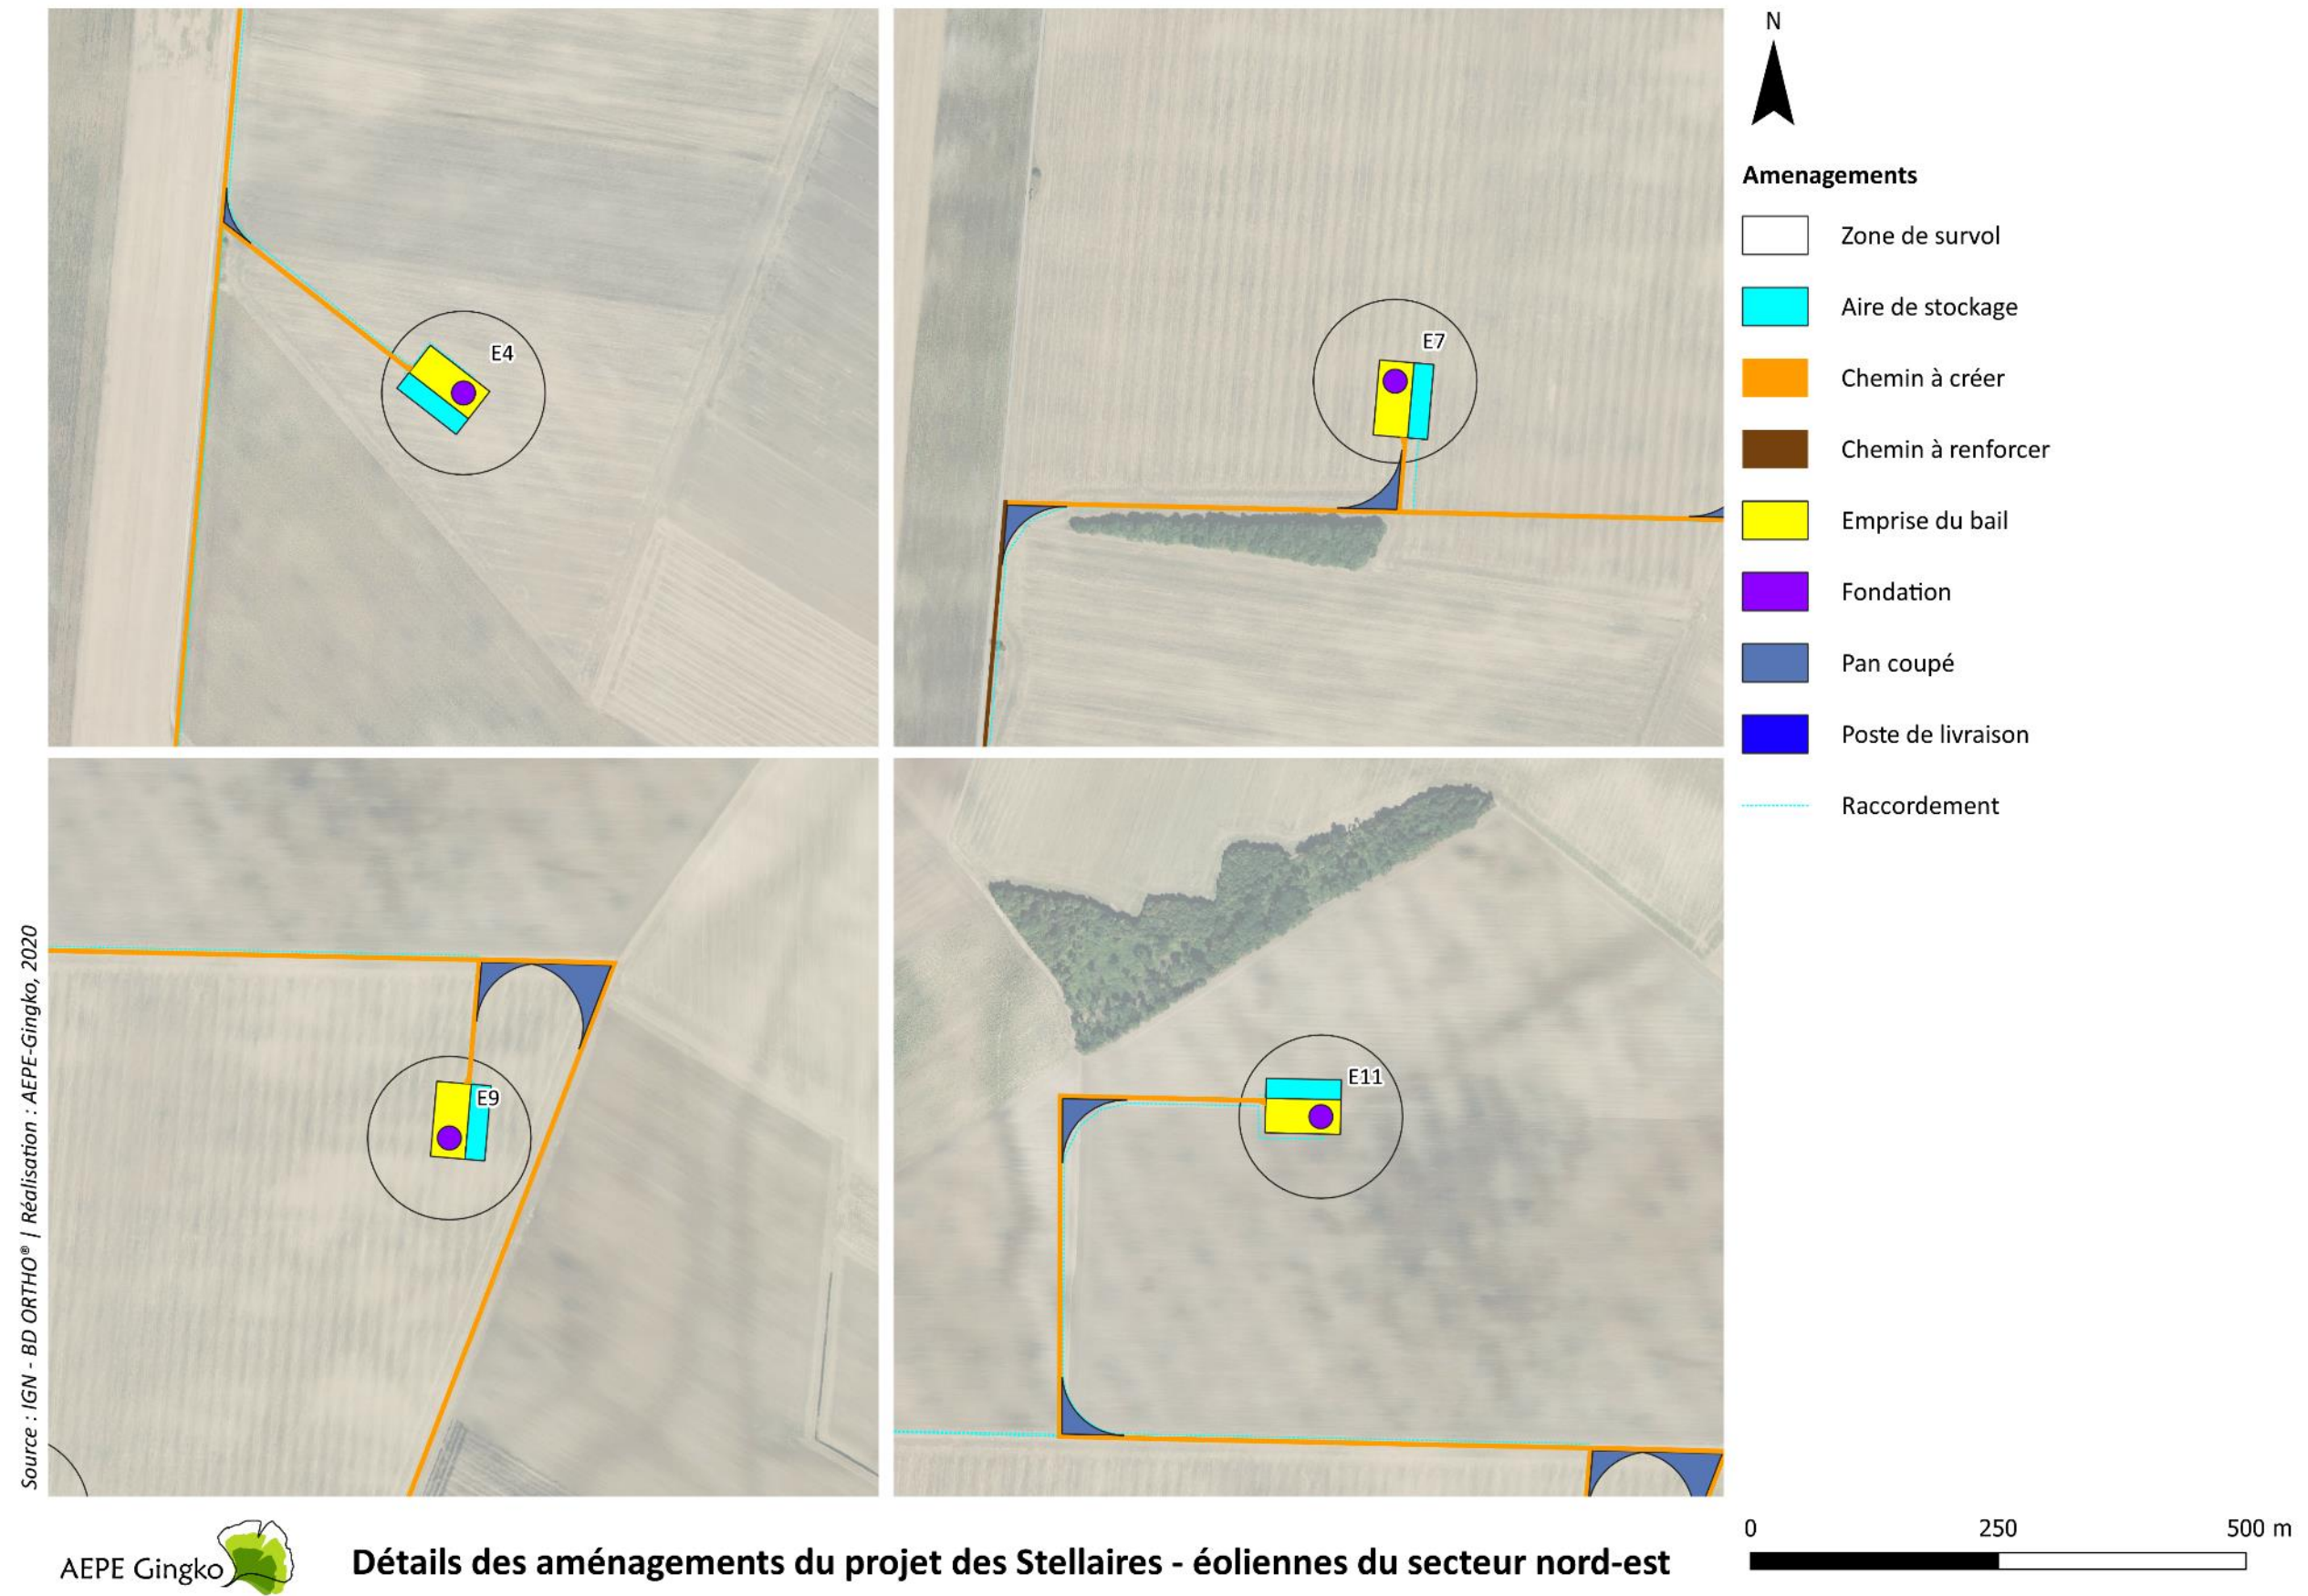 N
Amenagements
Zone de survol
Aire de stockage
Chemin à créer
Chemin à renforcer
Emprise du bail
Fondation
Pan coupé
Poste de livraison
Raccordement
E4
E7
E9
E11
Source : IGN - BD ORTHO® | Réalisation : AEPE-Gingko, 2020
AEPE Gingko
Détails des aménagements du projet des Stellaires - éoliennes du secteur nord-est
0 250 500 m